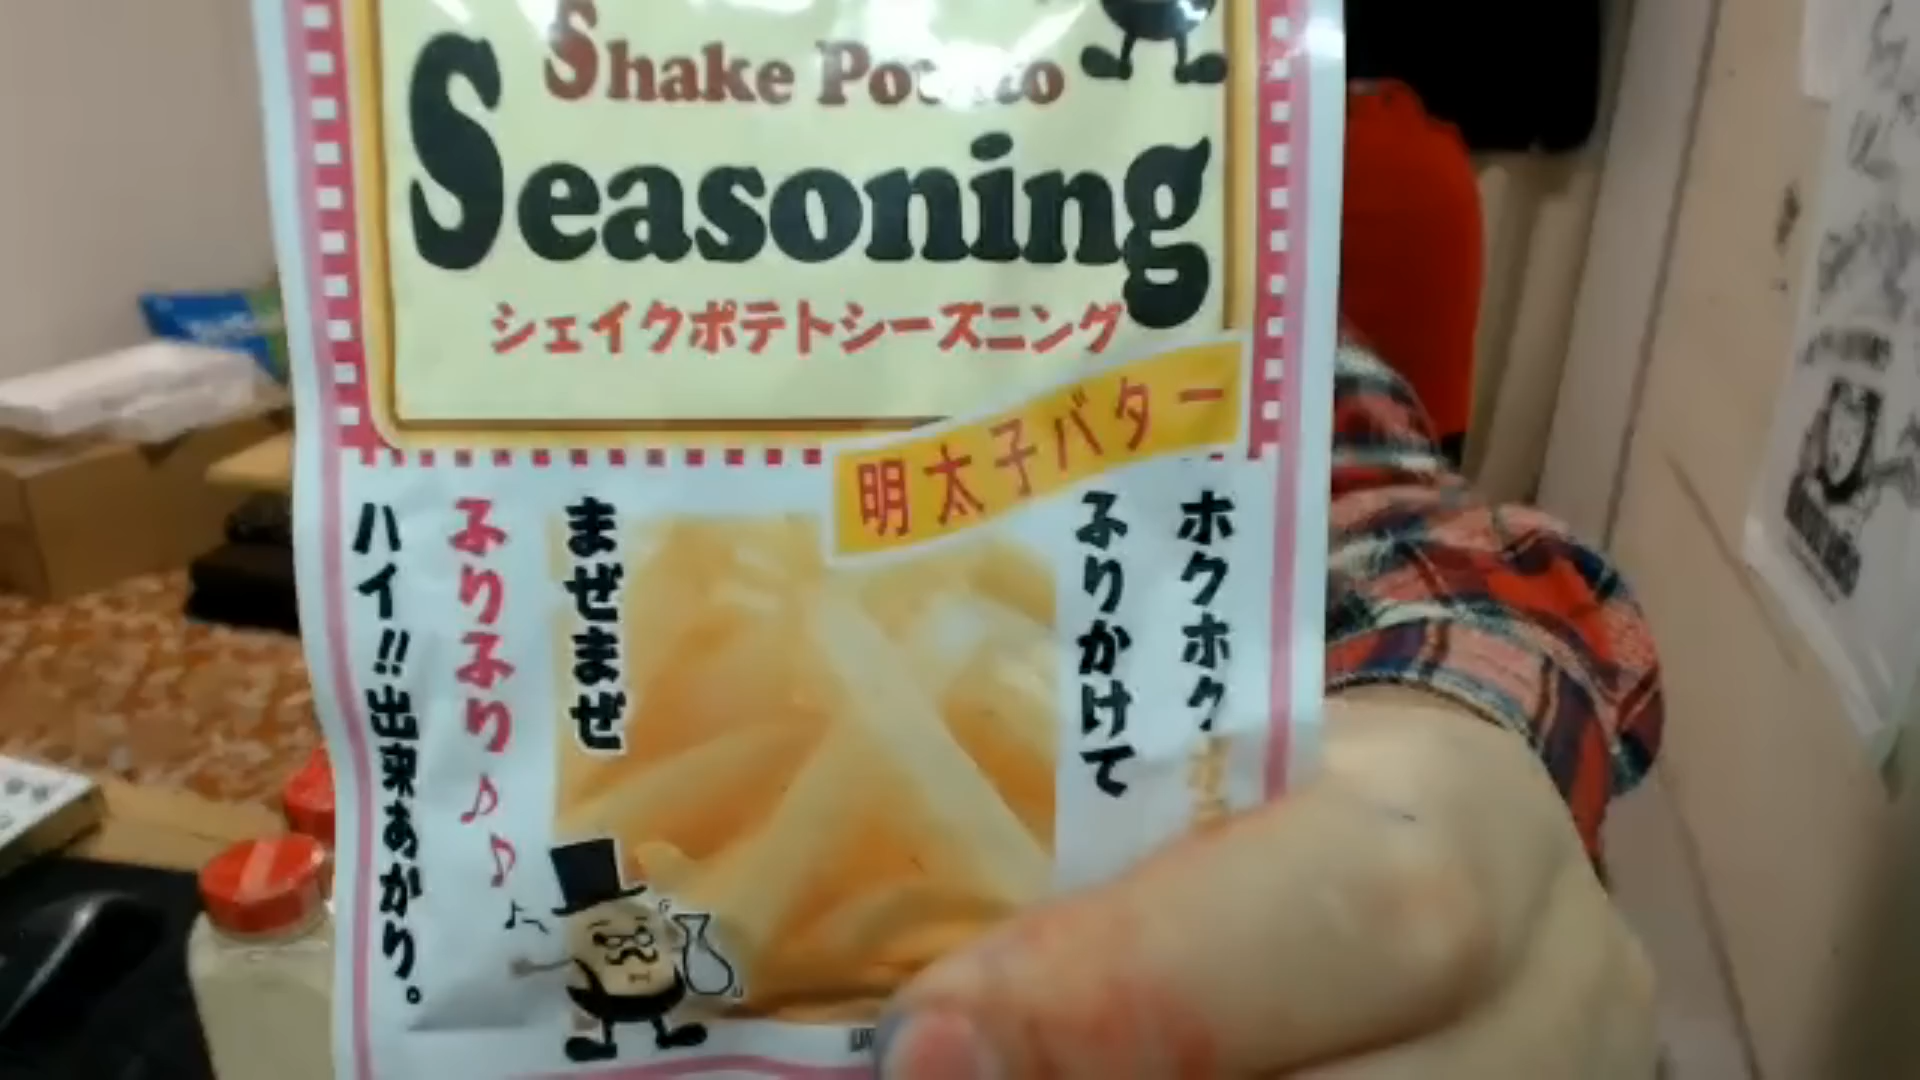 Shake Potato
Seasoning
シェイクポテトシーズニング
明太子バター
ホクホク
ふりかけて
まぜまぜ
ふりふり♪♪
ハイ!!出来あがり。